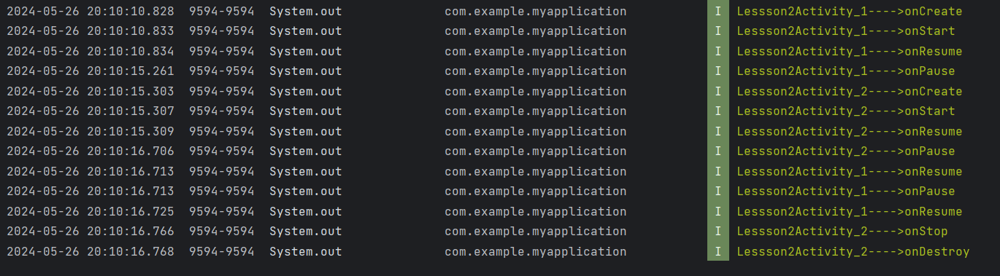 2024-05-26 20:10:10.828 9594-9594 System.out com.example.myapplication I Lessson2Activity_1---->onCreate
2024-05-26 20:10:10.833 9594-9594 System.out com.example.myapplication I Lessson2Activity_1---->onStart
2024-05-26 20:10:10.834 9594-9594 System.out com.example.myapplication I Lessson2Activity_1---->onResume
2024-05-26 20:10:15.261 9594-9594 System.out com.example.myapplication I Lessson2Activity_1---->onPause
2024-05-26 20:10:15.303 9594-9594 System.out com.example.myapplication I Lessson2Activity_2---->onCreate
2024-05-26 20:10:15.307 9594-9594 System.out com.example.myapplication I Lessson2Activity_2---->onStart
2024-05-26 20:10:15.309 9594-9594 System.out com.example.myapplication I Lessson2Activity_2---->onResume
2024-05-26 20:10:16.706 9594-9594 System.out com.example.myapplication I Lessson2Activity_2---->onPause
2024-05-26 20:10:16.713 9594-9594 System.out com.example.myapplication I Lessson2Activity_1---->onResume
2024-05-26 20:10:16.713 9594-9594 System.out com.example.myapplication I Lessson2Activity_1---->onPause
2024-05-26 20:10:16.725 9594-9594 System.out com.example.myapplication I Lessson2Activity_1---->onResume
2024-05-26 20:10:16.766 9594-9594 System.out com.example.myapplication I Lessson2Activity_2---->onStop
2024-05-26 20:10:16.768 9594-9594 System.out com.example.myapplication I Lessson2Activity_2---->onDestroy